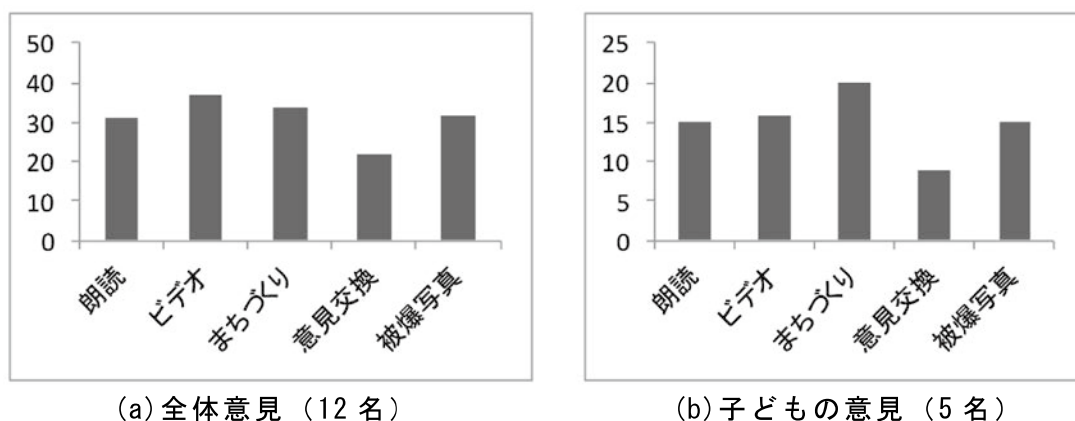 50
40
30
20
10
0
朗読
ビデオ
まちづくり
意見交換
被爆写真
(a)全体意見（12 名）
25
20
15
10
5
0
朗読
ビデオ
まちづくり
意見交換
被爆写真
(b)子どもの意見（5 名）